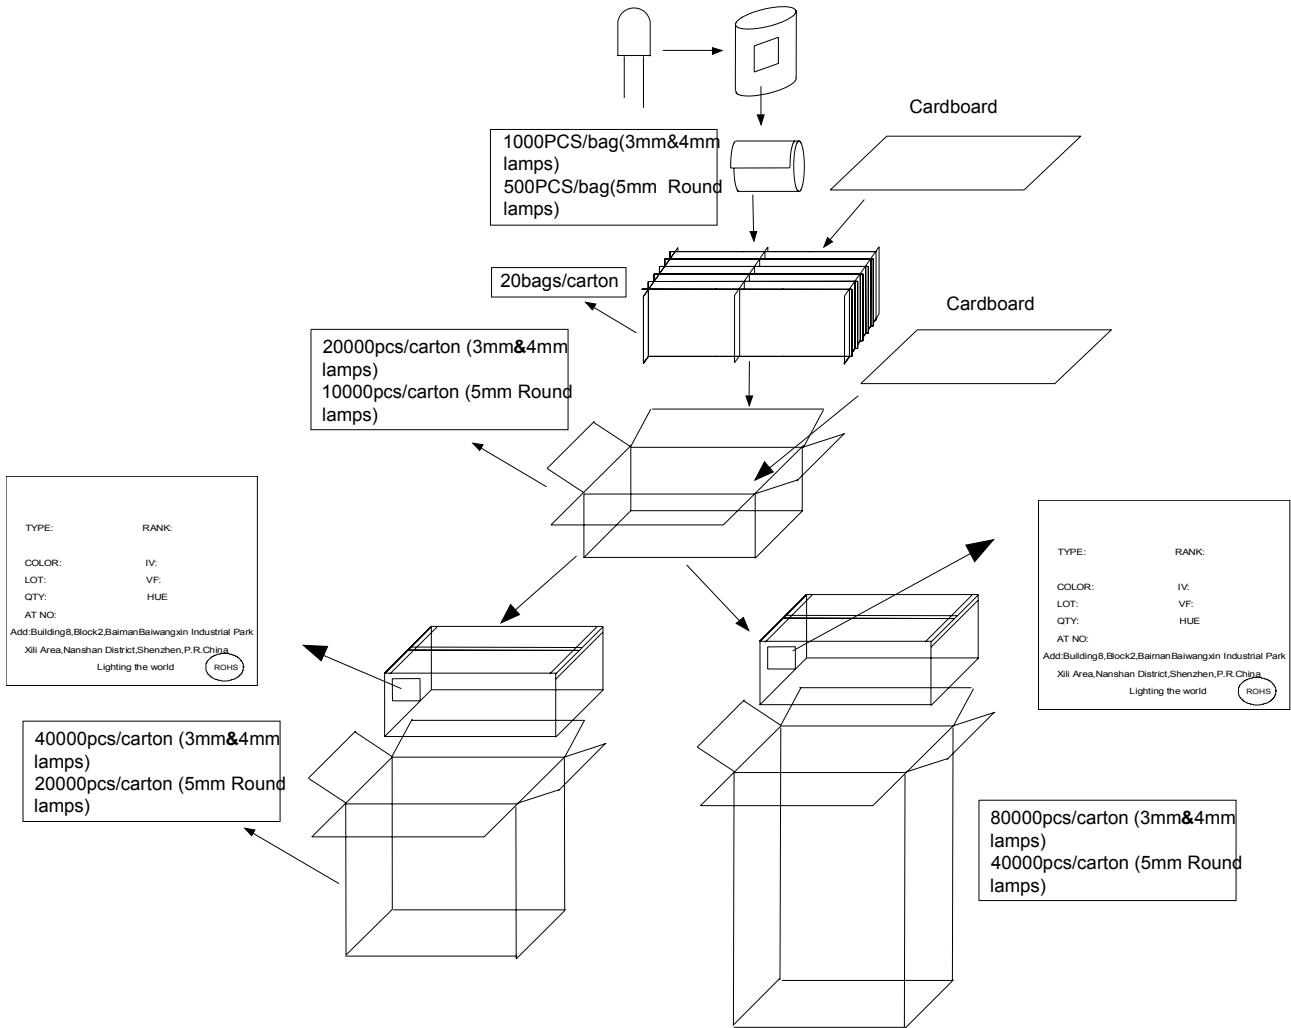 Cardboard
1000PCS/bag(3mm&4mm
lamps)
500PCS/bag(5mm Round
lamps)
20bags/carton
Cardboard
20000pcs/carton (3mm&4mm
lamps)
10000pcs/carton (5mm Round
lamps)
TYPE: RANK:
COLOR: IV:
LOT: VF:
QTY: HUE
AT NO:
Add:Building8,Block2,BaimanBaiwangxin Industrial Park
Xili Area,Nanshan District,Shenzhen,P.R.China
Lighting the world ROHS
TYPE: RANK:
COLOR: IV:
LOT: VF:
QTY: HUE
AT NO:
Add:Building8,Block2,BaimanBaiwangxin Industrial Park
Xili Area,Nanshan District,Shenzhen,P.R.China
Lighting the world ROHS
40000pcs/carton (3mm&4mm
lamps)
20000pcs/carton (5mm Round
lamps)
80000pcs/carton (3mm&4mm
lamps)
40000pcs/carton (5mm Round
lamps)